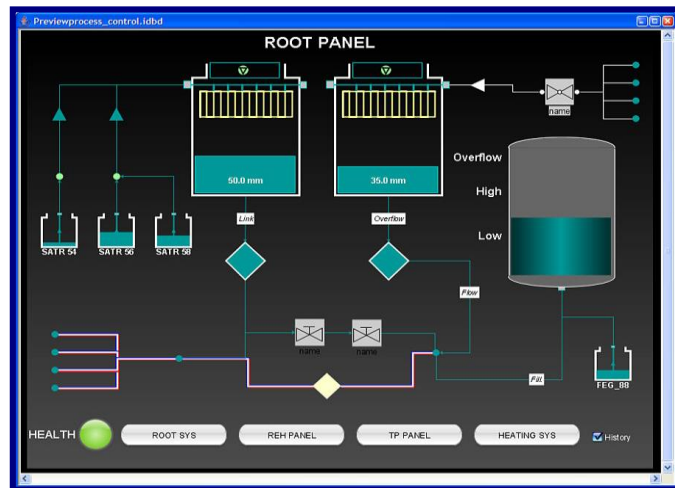 Previewprocess_control.idbd
ROOT PANEL
name
Overflow
High
Low
50.0 mm
35.0 mm
Link
Overflow
SATR 54
SATR 56
SATR 58
Flow
name
name
Fill
FEG_88
HEALTH
ROOT SYS
REH PANEL
TP PANEL
HEATING SYS
History